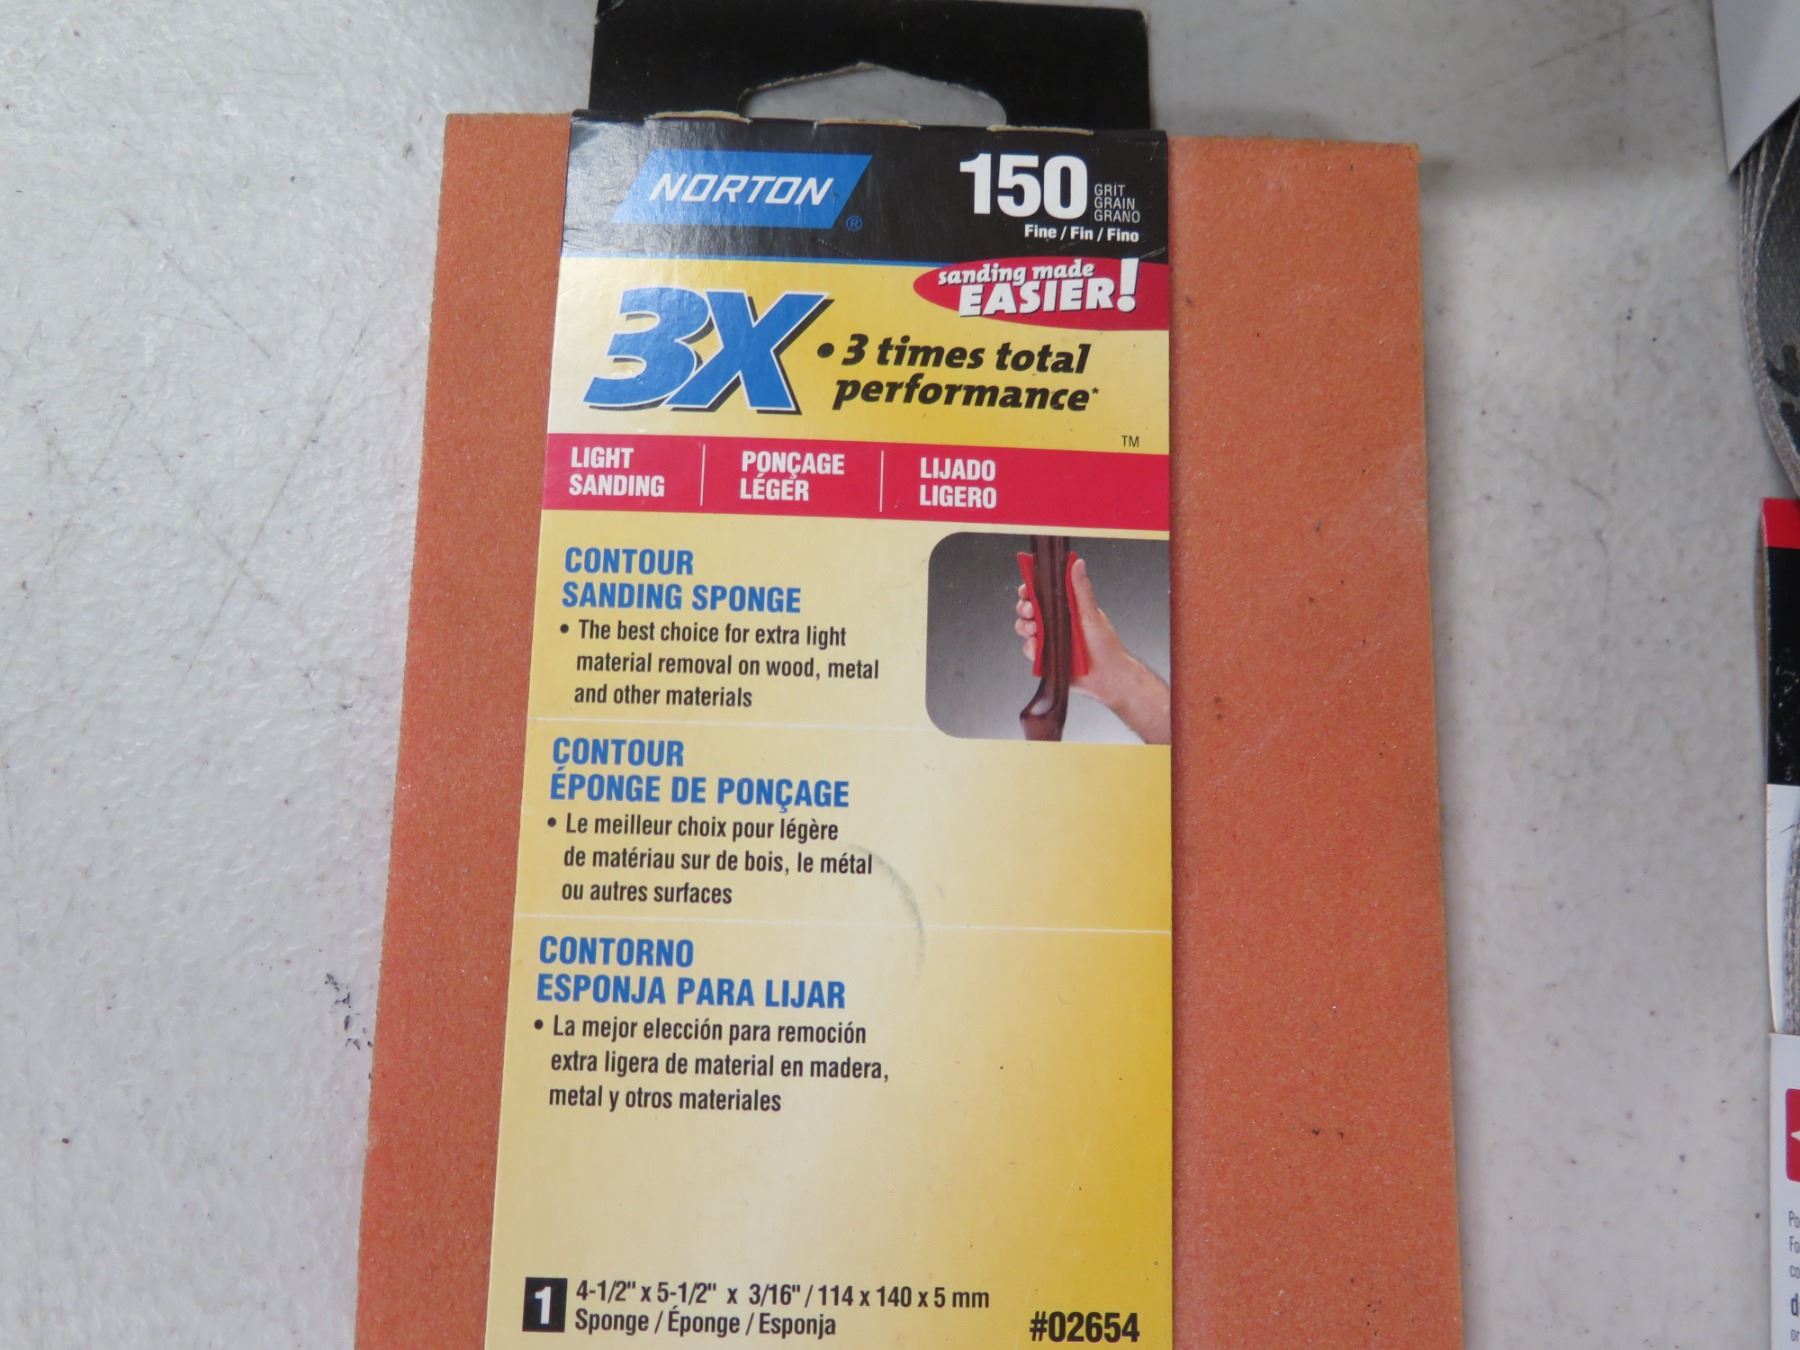 NORTON ®
150 GRIT
GRAIN
GRANO
Fine / Fin / Fino
sanding made
EASIER!
3X
• 3 times total
performance*
TM
LIGHT
SANDING
PONÇAGE
LÉGER
LIJADO
LIGERO
CONTOUR
SANDING SPONGE
• The best choice for extra light
material removal on wood, metal
and other materials
CONTOUR
ÉPONGE DE PONÇAGE
• Le meilleur choix pour légère
de matériau sur de bois, le métal
ou autres surfaces
CONTORNO
ESPONJA PARA LIJAR
• La mejor elección para remoción
extra ligera de material en madera,
metal y otros materiales
1 4-1/2" x 5-1/2" x 3/16" / 114 x 140 x 5 mm
Sponge / Éponge / Esponja
#02654